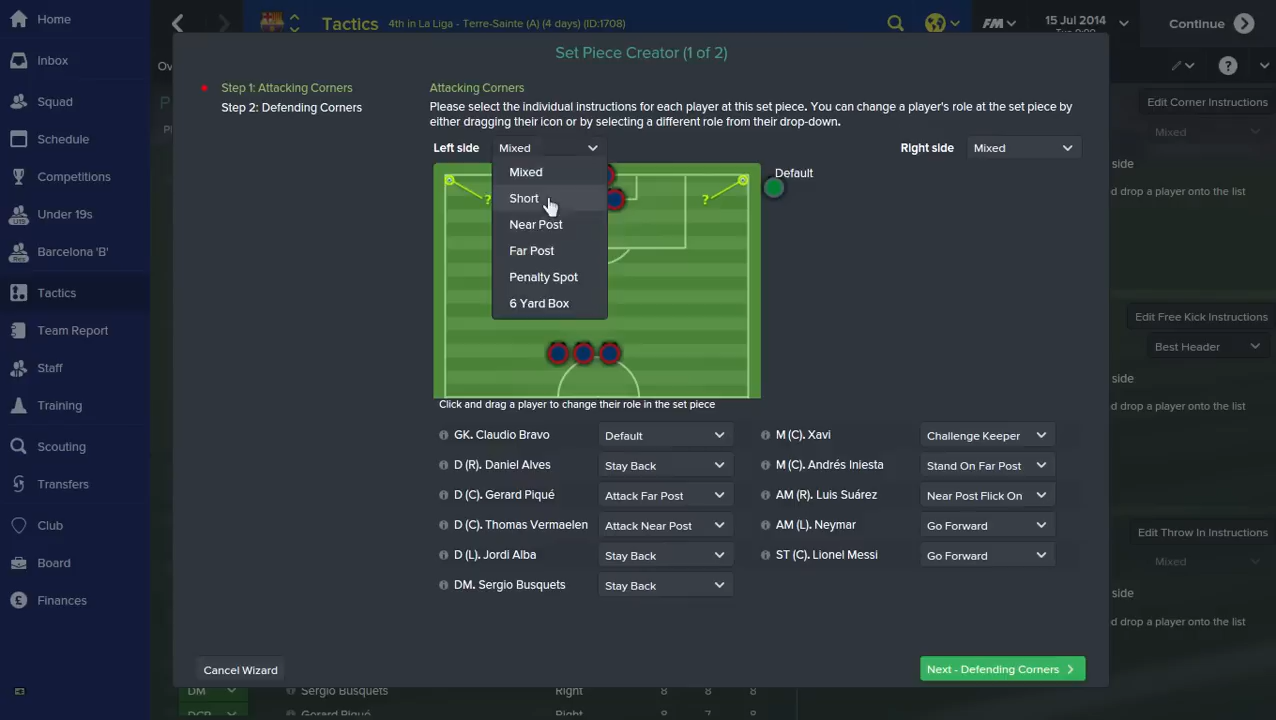 Home
Inbox
Squad
Schedule
Competitions
Under 19s
Barcelona 'B'
Tactics
Team Report
Staff
Training
Scouting
Transfers
Club
Board
Finances
Tactics
4th in La Liga - Terre-Sainte (A) (4 days) (ID:1708)
FM
15 Jul 2014
Continue
Set Piece Creator (1 of 2)
Step 1: Attacking Corners
Step 2: Defending Corners
Attacking Corners
Please select the individual instructions for each player at this set piece. You can change a player's role at the set piece by
either dragging their icon or by selecting a different role from their drop-down.
Left side
Mixed
Right side
Mixed
Mixed
Short
Near Post
Far Post
Penalty Spot
6 Yard Box
?
?
Default
Click and drag a player to change their role in the set piece
GK. Claudio Bravo
Default
D (R). Daniel Alves
Stay Back
D (C). Gerard Piqué
Attack Far Post
D (C). Thomas Vermaelen
Attack Near Post
D (L). Jordi Alba
Stay Back
DM. Sergio Busquets
Stay Back
M (C). Xavi
Challenge Keeper
M (C). Andrés Iniesta
Stand On Far Post
AM (R). Luis Suárez
Near Post Flick On
AM (L). Neymar
Go Forward
ST (C). Lionel Messi
Go Forward
Cancel Wizard
Next - Defending Corners
Edit Corner Instructions
Mixed
side
d drop a player onto the list
Edit Free Kick Instructions
Best Header
side
d drop a player onto the list
Edit Throw In Instructions
Mixed
side
d drop a player onto the list
DM
Sergio Busquets
Right
8
8
8
DCR
Gerard Piqué
Right
8
7
8